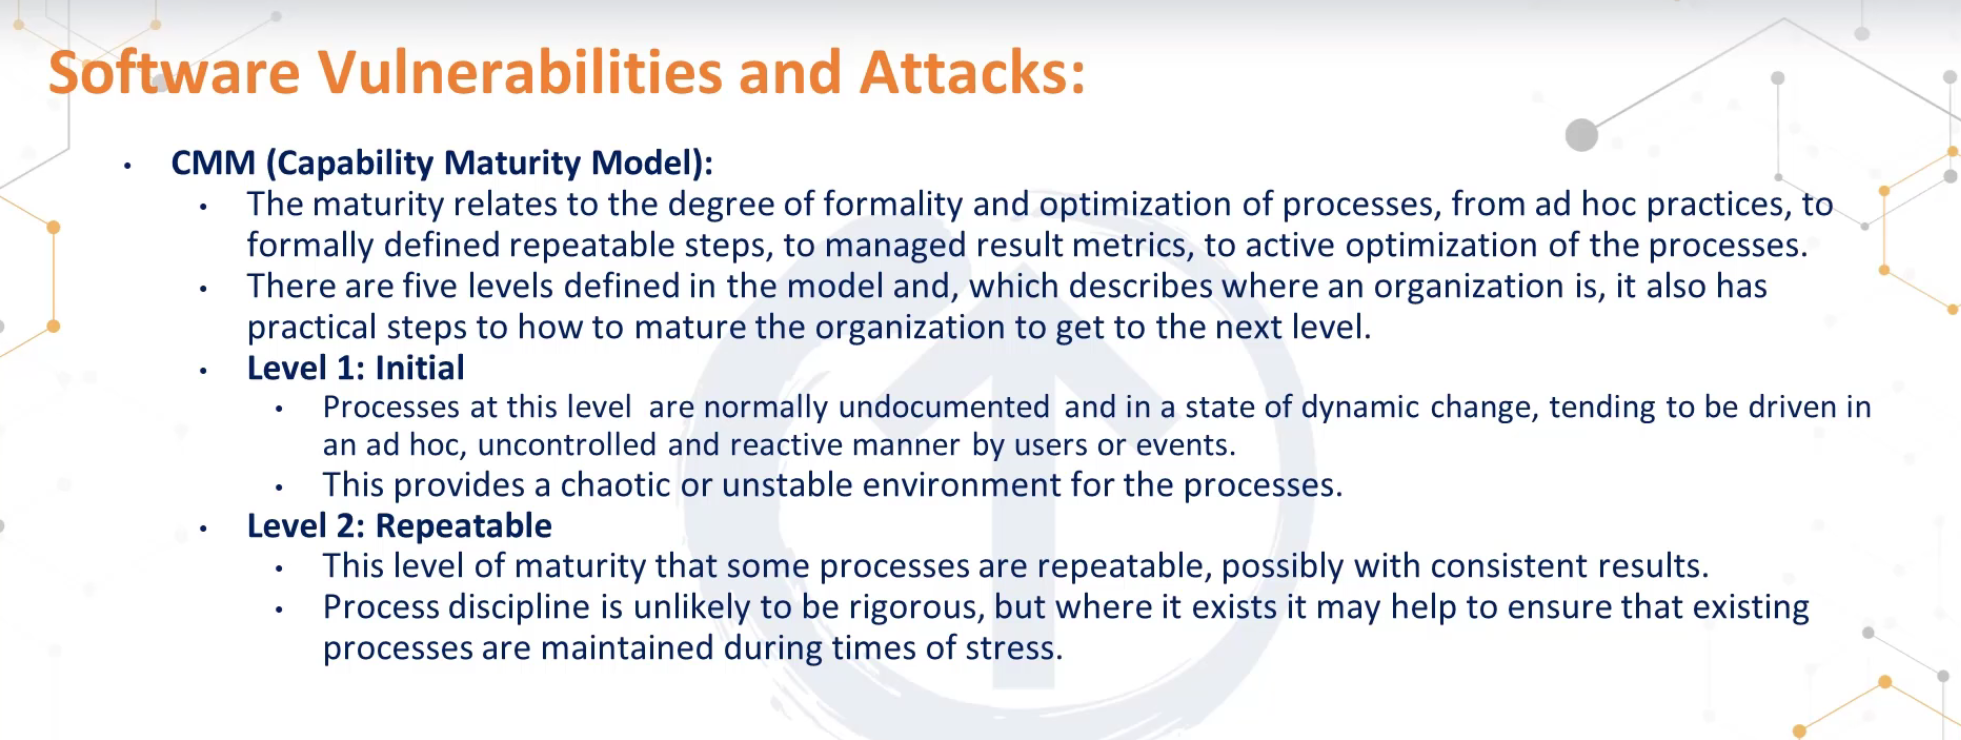 Software Vulnerabilities and Attacks:
• CMM (Capability Maturity Model):
• The maturity relates to the degree of formality and optimization of processes, from ad hoc practices, to
formally defined repeatable steps, to managed result metrics, to active optimization of the processes.
• There are five levels defined in the model and, which describes where an organization is, it also has
practical steps to how to mature the organization to get to the next level.
• Level 1: Initial
• Processes at this level are normally undocumented and in a state of dynamic change, tending to be driven in
an ad hoc, uncontrolled and reactive manner by users or events.
• This provides a chaotic or unstable environment for the processes.
• Level 2: Repeatable
• This level of maturity that some processes are repeatable, possibly with consistent results.
• Process discipline is unlikely to be rigorous, but where it exists it may help to ensure that existing
processes are maintained during times of stress.